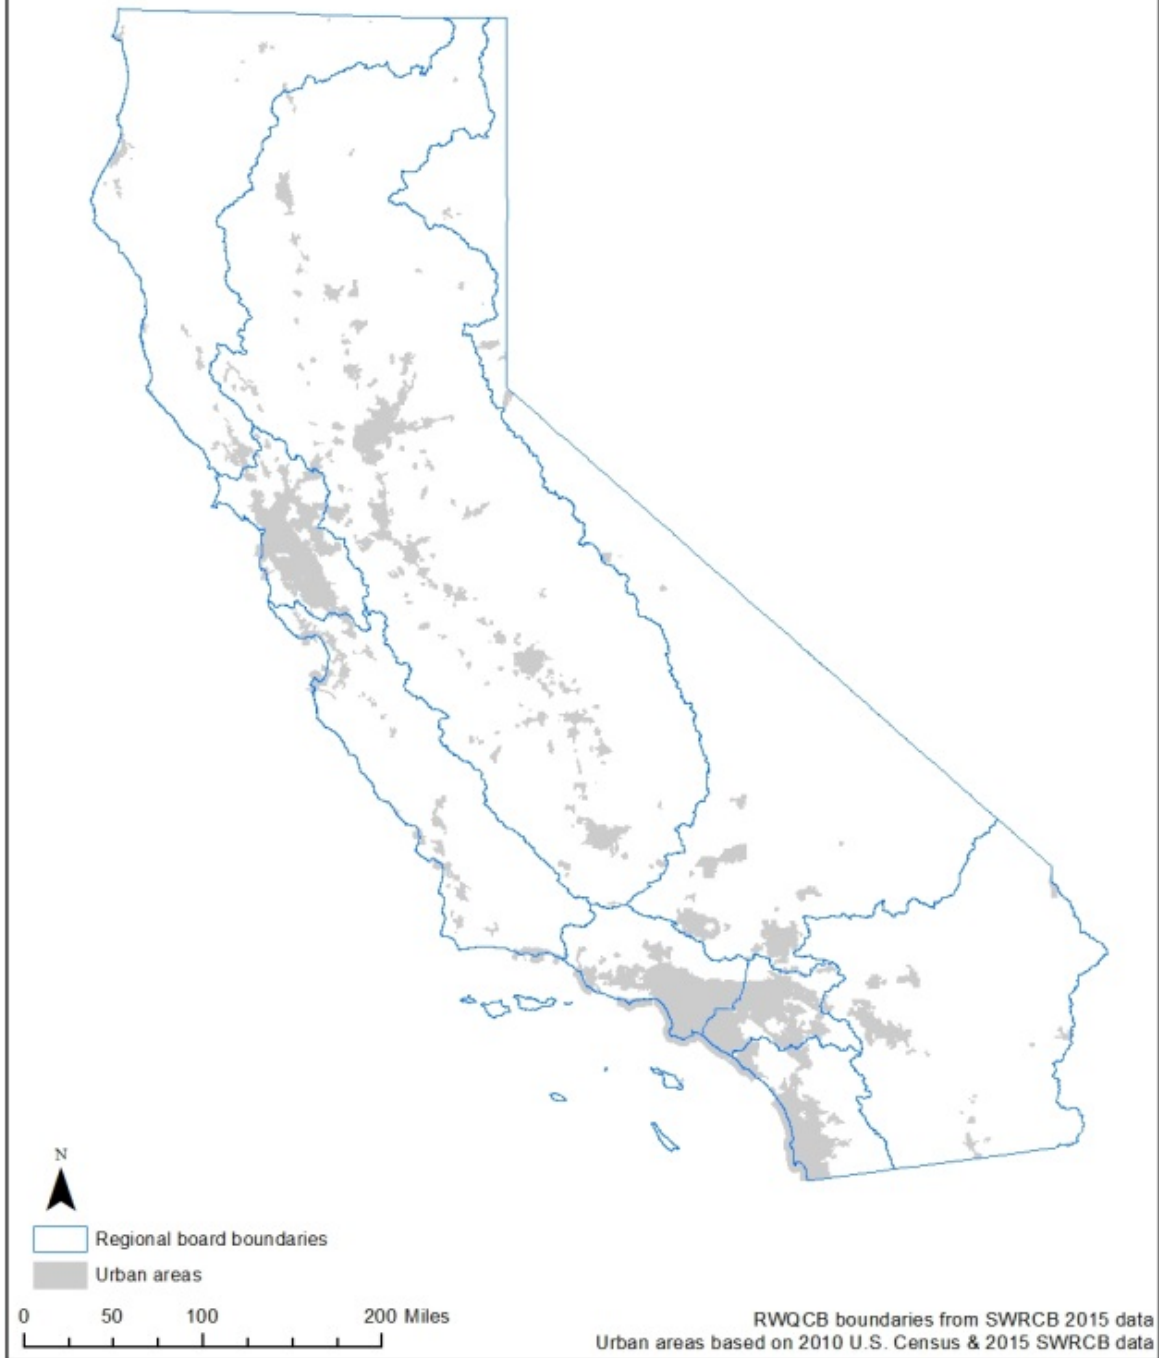 N
Regional board boundaries
Urban areas
0 50 100 200 Miles
RWQCB boundaries from SWRCB 2015 data
Urban areas based on 2010 U.S. Census & 2015 SWRCB data